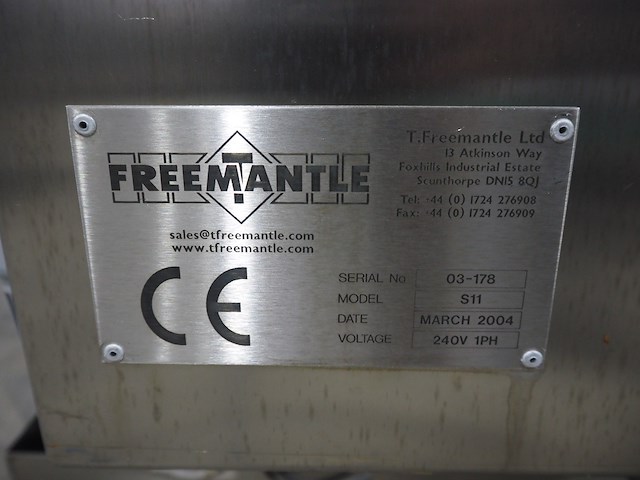 FREEMANTLE
sales@tfreemantle.com
www.tfreemantle.com
T.Freemantle Ltd
13 Atkinson Way
Foxhills Industrial Estate
Scunthorpe DN15 8QJ
Tel: +44 (0) 1724 276908
Fax: +44 (0) 1724 276909
CE
SERIAL No 03-178
MODEL S11
DATE MARCH 2004
VOLTAGE 240V 1PH